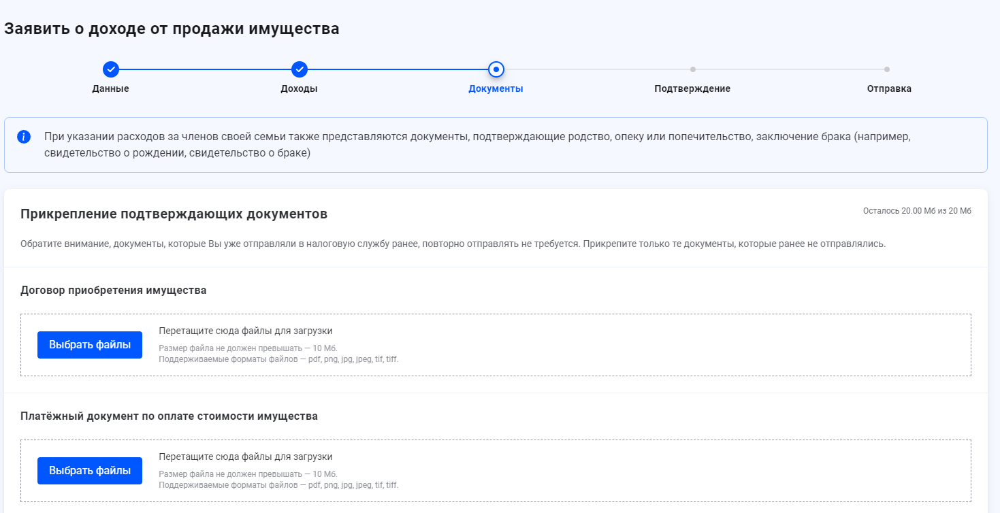 Заявить о доходе от продажи имущества
Данные
Доходы
Документы
Подтверждение
Отправка
При указании расходов за членов своей семьи также представляются документы, подтверждающие родство, опеку или попечительство, заключение брака (например,
свидетельство о рождении, свидетельство о браке)
Прикрепление подтверждающих документов
Осталось 20.00 Мб из 20 Мб
Обратите внимание, документы, которые Вы уже отправляли в налоговую службу ранее, повторно отправлять не требуется. Прикрепите только те документы, которые ранее не отправлялись.
Договор приобретения имущества
Выбрать файлы
Перетащите сюда файлы для загрузки
Размер файла не должен превышать — 10 Мб.
Поддерживаемые форматы файлов — pdf, png, jpg, jpeg, tif, tiff.
Платёжный документ по оплате стоимости имущества
Выбрать файлы
Перетащите сюда файлы для загрузки
Размер файла не должен превышать — 10 Мб.
Поддерживаемые форматы файлов — pdf, png, jpg, jpeg, tif, tiff.